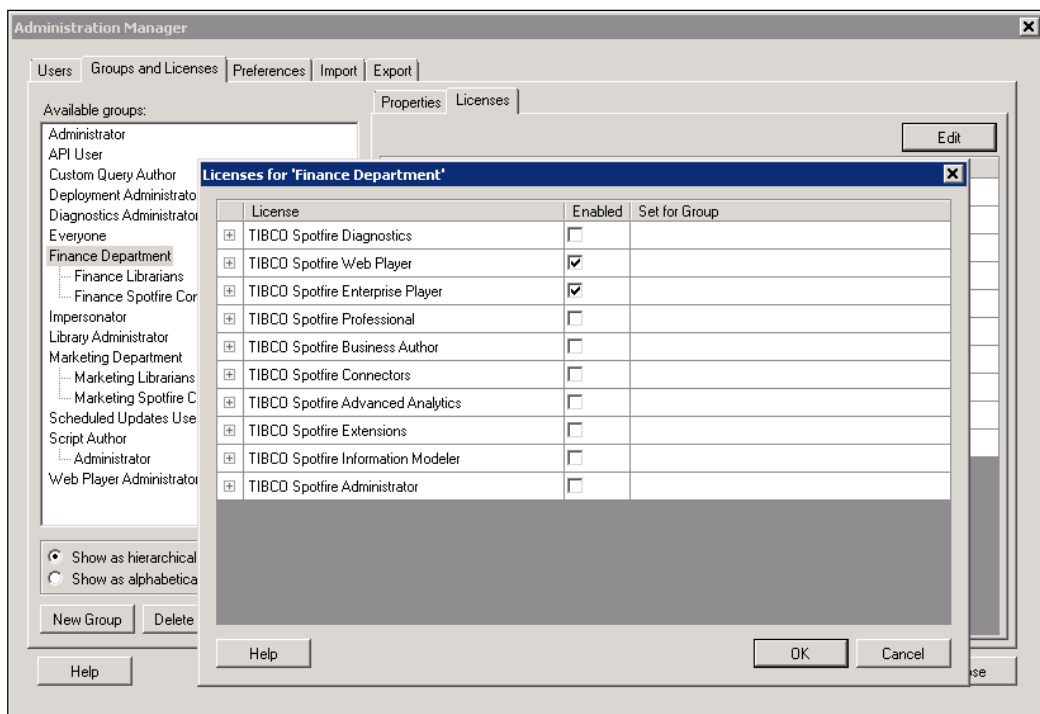 Administration Manager
Users Groups and Licenses Preferences Import Export
Available groups:
Properties Licenses
Edit
Administrator
API User
Custom Query Author
Deployment Administrato
Diagnostics Administrator
Everyone
Finance Department
Finance Librarians
Finance Spotfire Cor
Impersonator
Library Administrator
Marketing Department
Marketing Librarians
Marketing Spotfire C
Scheduled Updates Use
Script Author
Administrator
Web Player Administrator
Show as hierarchical
Show as alphabetica
New Group Delete
Help
Licenses for 'Finance Department'
License Enabled Set for Group
TIBCO Spotfire Diagnostics
TIBCO Spotfire Web Player
TIBCO Spotfire Enterprise Player
TIBCO Spotfire Professional
TIBCO Spotfire Business Author
TIBCO Spotfire Connectors
TIBCO Spotfire Advanced Analytics
TIBCO Spotfire Extensions
TIBCO Spotfire Information Modeler
TIBCO Spotfire Administrator
Help OK Cancel
ose